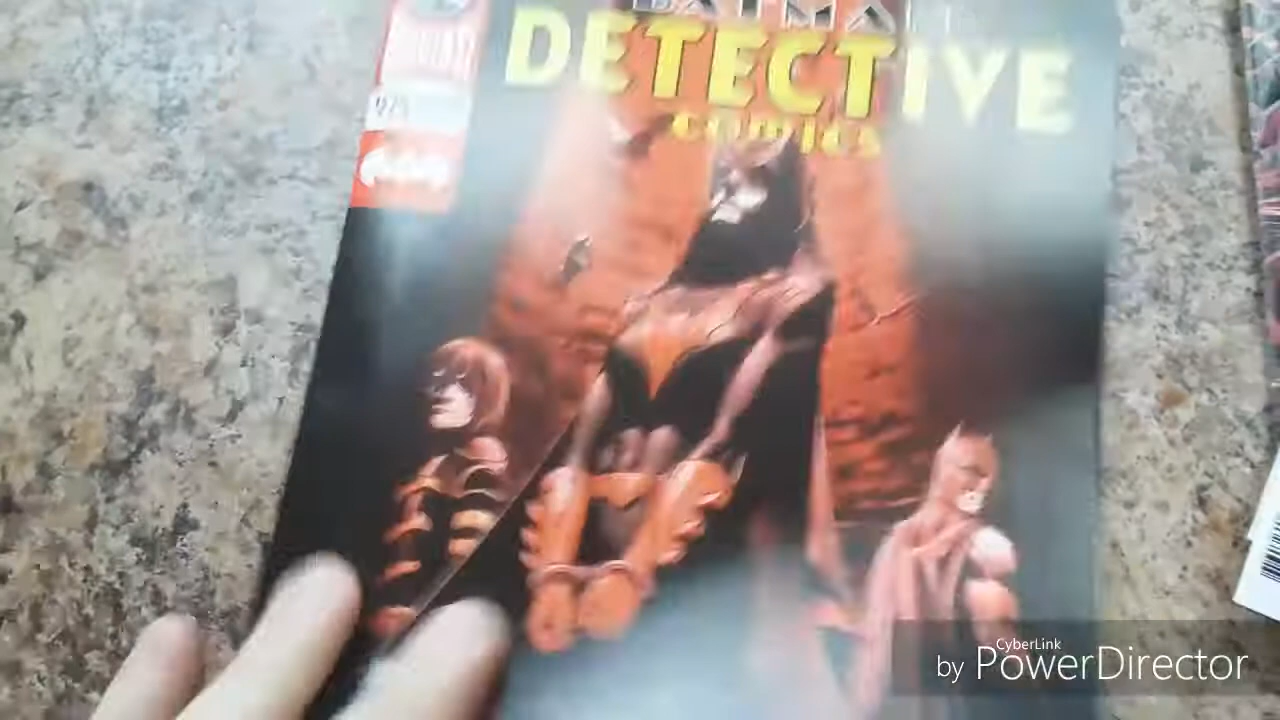 BATMAN
DETECTIVE
COMICS
CyberLink
by PowerDirector